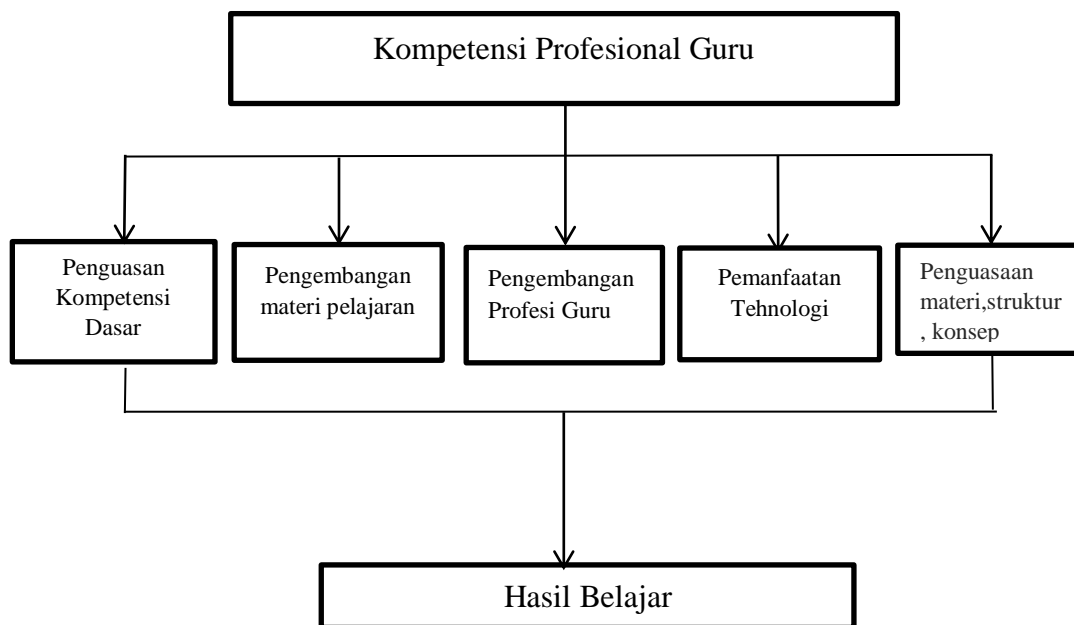 Kompetensi Profesional Guru
Penguasan
Kompetensi
Dasar
Pengembangan
materi pelajaran
Pengembangan
Profesi Guru
Pemanfaatan
Tehnologi
Penguasaan
materi,struktur
, konsep
Hasil Belajar